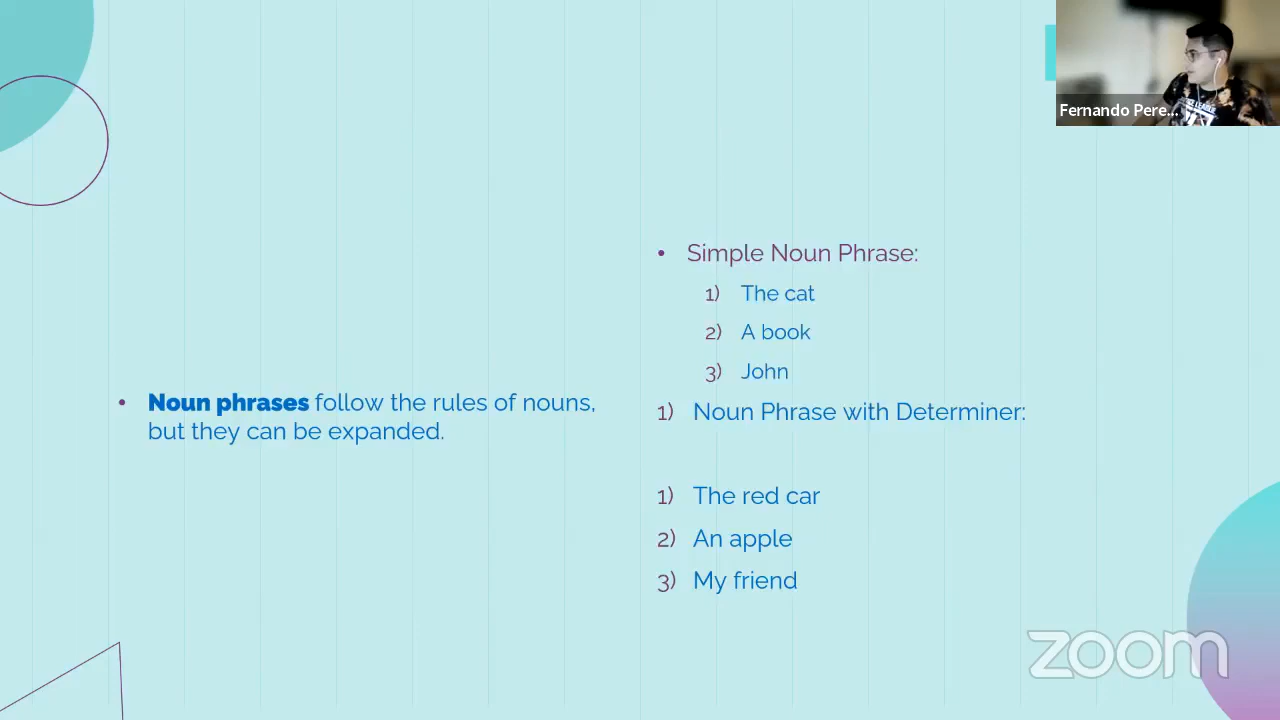 Fernando Pere...
• Noun phrases follow the rules of nouns,
but they can be expanded.
• Simple Noun Phrase:
1) The cat
2) A book
3) John
1) Noun Phrase with Determiner:
1) The red car
2) An apple
3) My friend
zoom